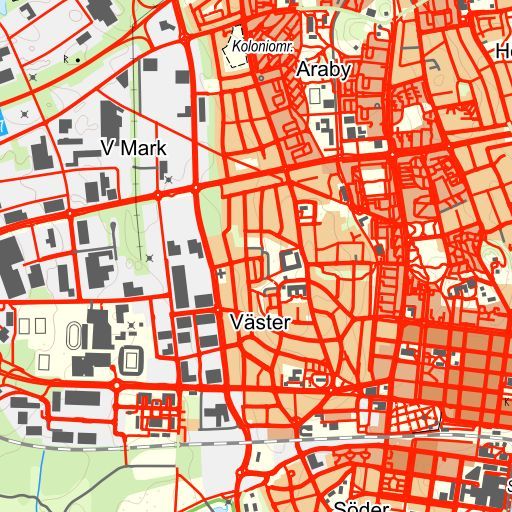 Koloniomr.
Araby
H
V Mark
R
Väster
K
S
Söder